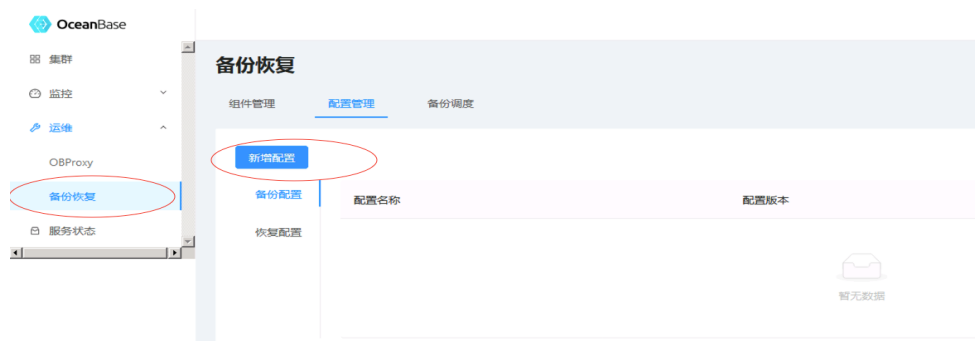 OceanBase
集群
监控
运维
OBProxy
备份恢复
服务状态
备份恢复
组件管理 配置管理 备份调度
新增配置
备份配置
恢复配置
配置名称 配置版本
暂无数据